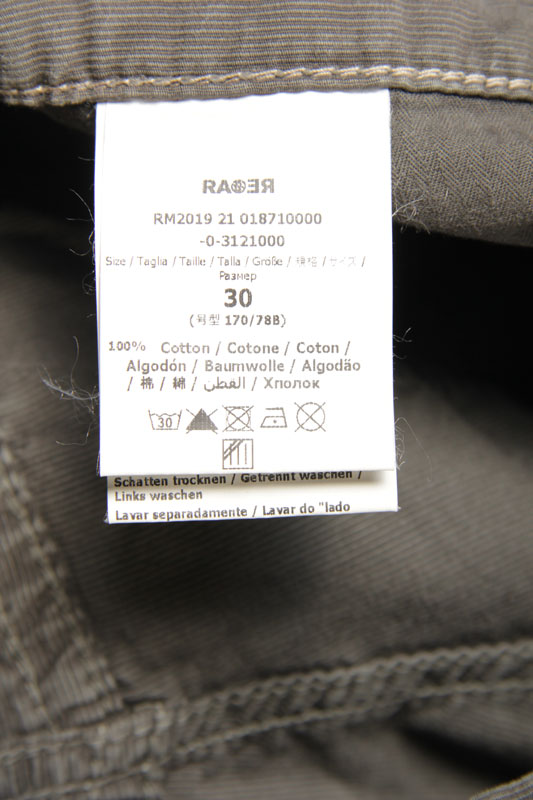 RM2019 21 018710000
-0-3121000
Size / Taglia / Taille / Talla / Größe / 規格 / サイズ /
Размер
30
(号型 170/78B)
100% Cotton / Cotone / Coton /
Algodón / Baumwolle / Algodão
/ 棉 / 綿 / القطن / Хлопок
30
Schatten trocknen / Getrennt waschen /
Links waschen
Lavar separadamente / Lavar do "lado